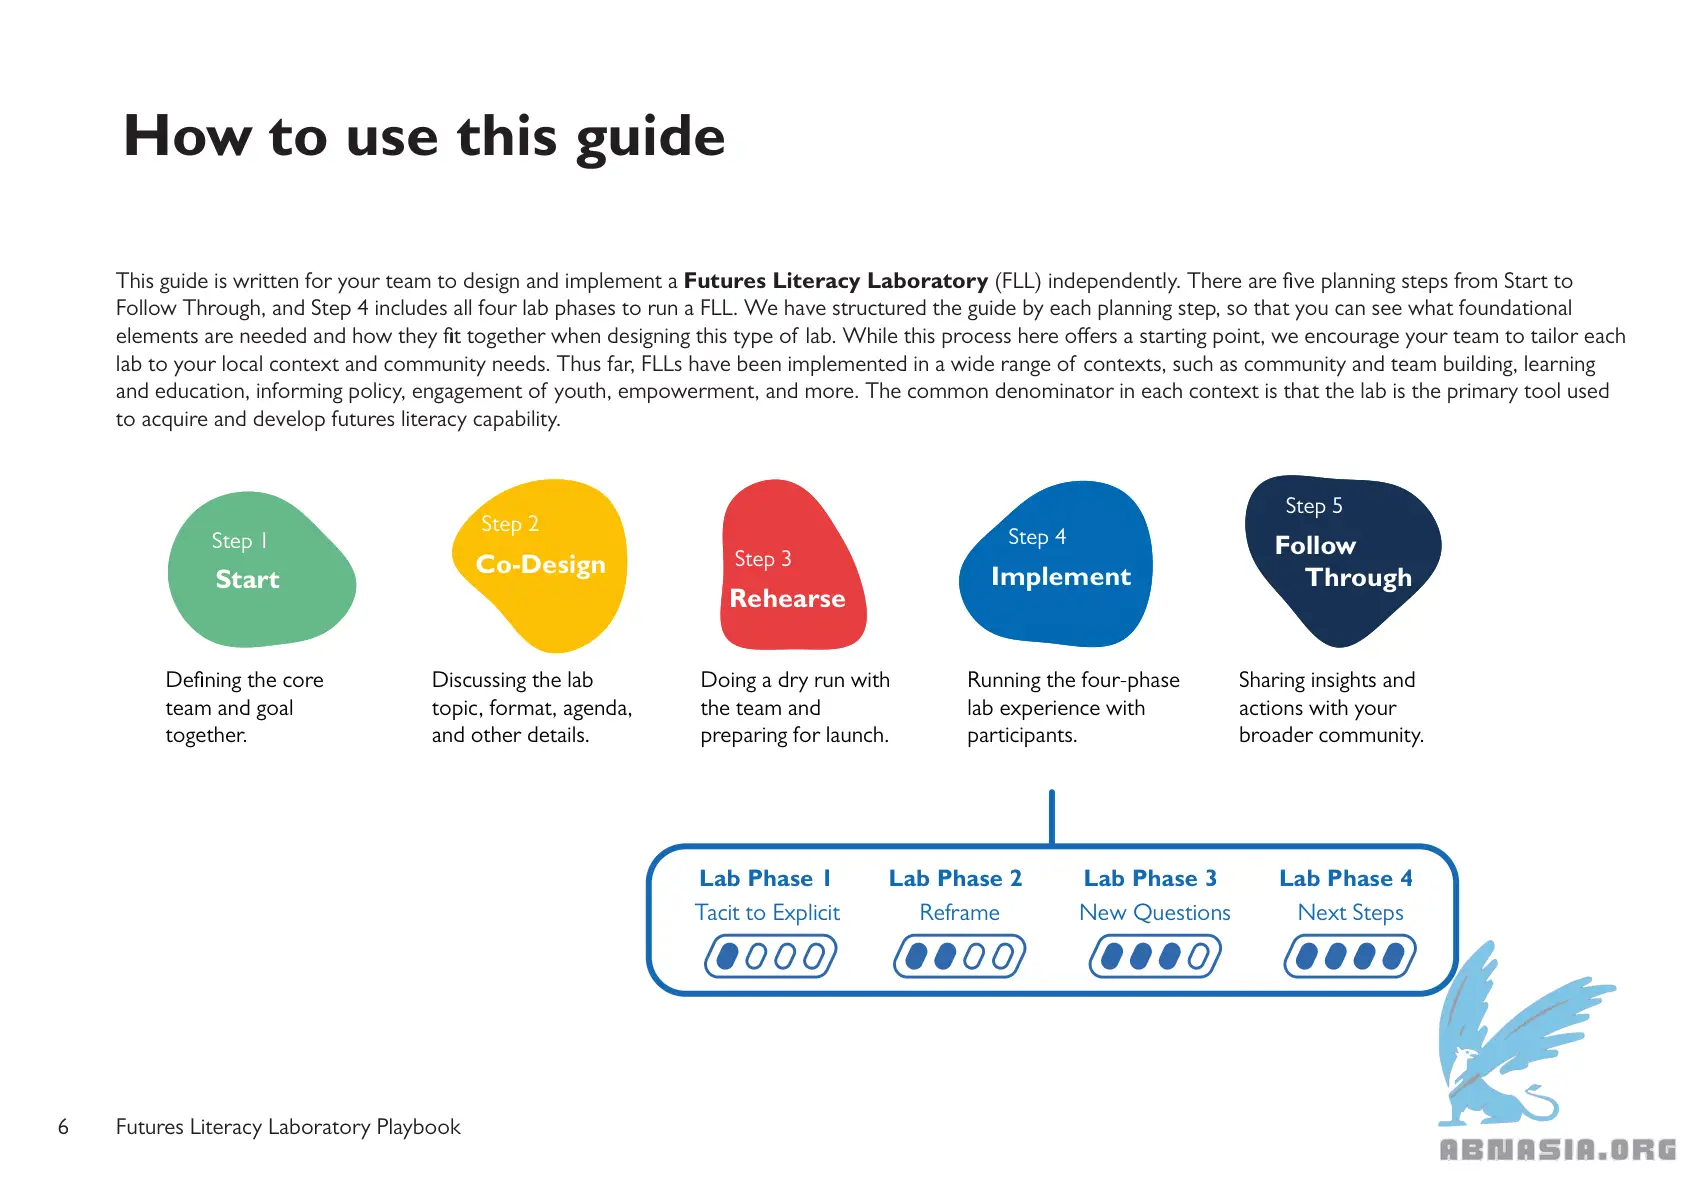 How to use this guide
This guide is written for your team to design and implement a Futures Literacy Laboratory (FLL) independently. There are five planning steps from Start to
Follow Through, and Step 4 includes all four lab phases to run a FLL. We have structured the guide by each planning step, so that you can see what foundational
elements are needed and how they fit together when designing this type of lab. While this process here offers a starting point, we encourage your team to tailor each
lab to your local context and community needs. Thus far, FLLs have been implemented in a wide range of contexts, such as community and team building, learning
and education, informing policy, engagement of youth, empowerment, and more. The common denominator in each context is that the lab is the primary tool used
to acquire and develop futures literacy capability.
Step 1
Start
Defining the core
team and goal
together.
Step 2
Co-Design
Discussing the lab
topic, format, agenda,
and other details.
Step 3
Rehearse
Doing a dry run with
the team and
preparing for launch.
Step 4
Implement
Running the four-phase
lab experience with
participants.
Step 5
Follow
Through
Sharing insights and
actions with your
broader community.
Lab Phase 1
Tacit to Explicit
Lab Phase 2
Reframe
Lab Phase 3
New Questions
Lab Phase 4
Next Steps
6 Futures Literacy Laboratory Playbook
ABNASIA.ORG